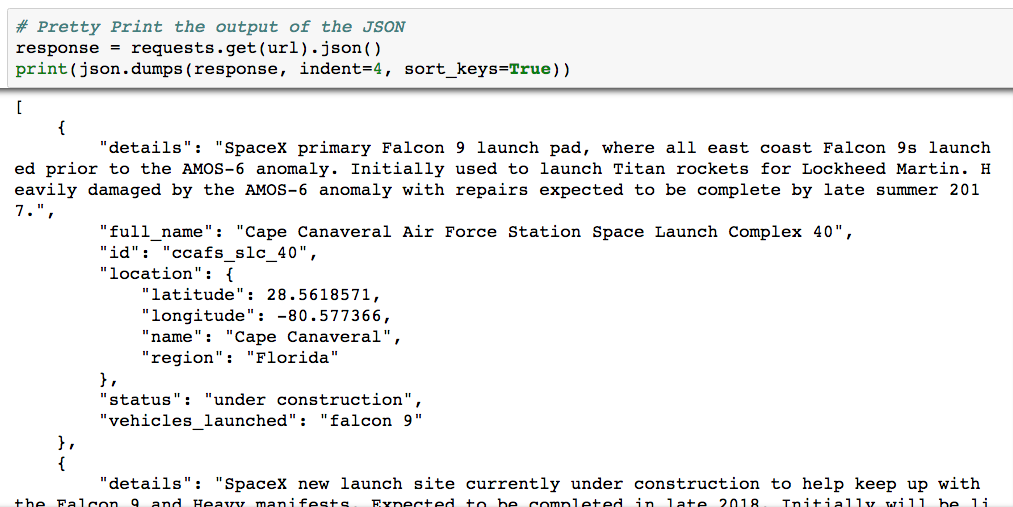 # Pretty Print the output of the JSON
response = requests.get(url).json()
print(json.dumps(response, indent=4, sort_keys=True))
[
    {
        "details": "SpaceX primary Falcon 9 launch pad, where all east coast Falcon 9s launch
ed prior to the AMOS-6 anomaly. Initially used to launch Titan rockets for Lockheed Martin. H
eavily damaged by the AMOS-6 anomaly with repairs expected to be complete by late summer 201
7.",
        "full_name": "Cape Canaveral Air Force Station Space Launch Complex 40",
        "id": "ccafs_slc_40",
        "location": {
            "latitude": 28.5618571,
            "longitude": -80.577366,
            "name": "Cape Canaveral",
            "region": "Florida"
        },
        "status": "under construction",
        "vehicles_launched": "falcon 9"
    },
    {
        "details": "SpaceX new launch site currently under construction to help keep up with
the Falcon 9 and Heavy manifests. Expected to be completed in late 2018. Initially will be li